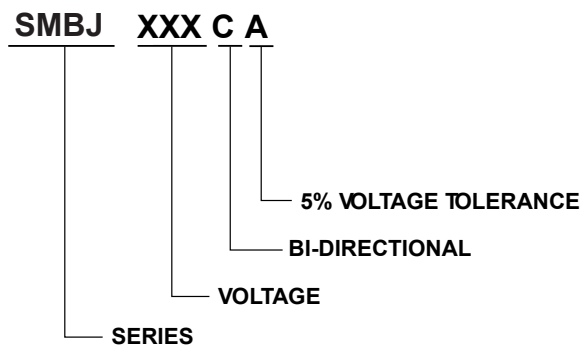 SMBJ XXX C A
5% VOLTAGE TOLERANCE
BI-DIRECTIONAL
VOLTAGE
SERIES